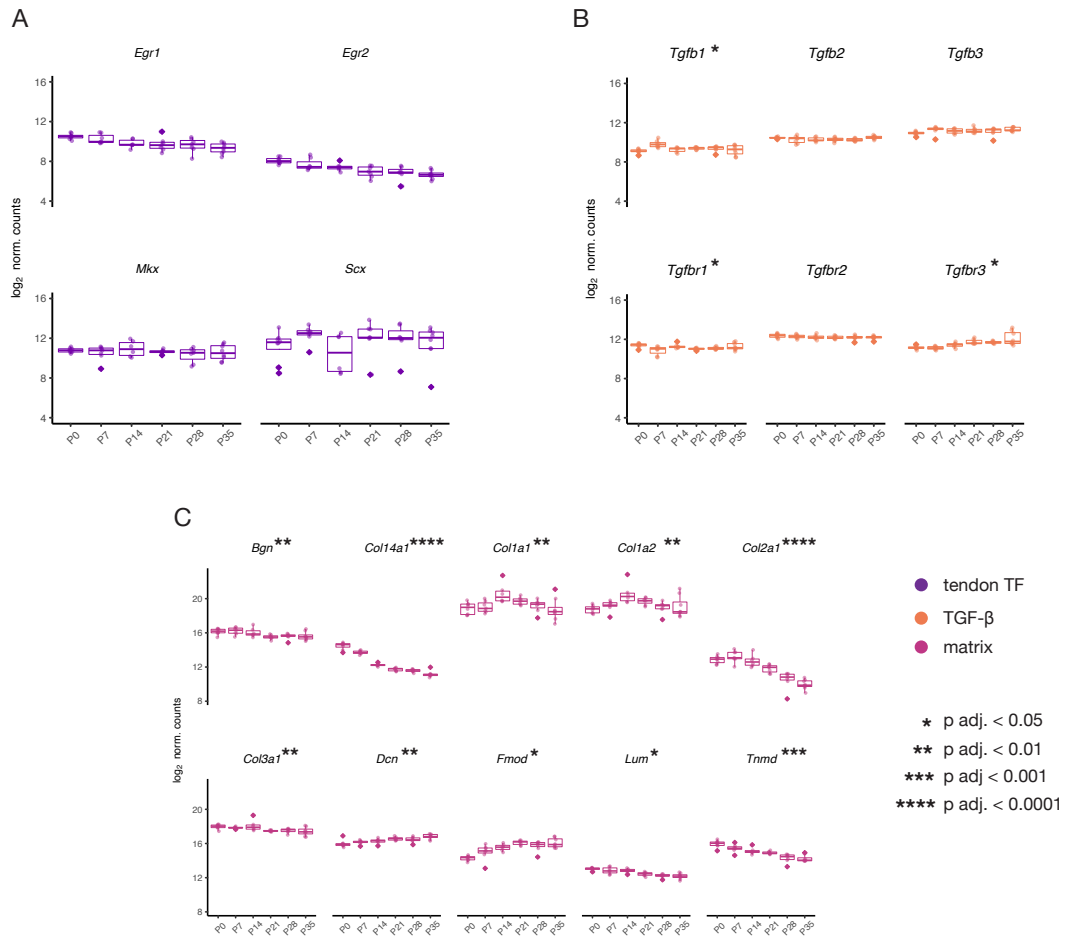 A
B
Egr1
Egr2
Tgfb1 *
Tgfb2
Tgfb3
16
12
8
4
16
12
8
4
log2 norm. counts
log2 norm. counts
Mkx
Scx
Tgfbr1 *
Tgfbr2
Tgfbr3 *
16
12
8
4
16
12
8
4
P0 P7 P14 P21 P28 P35 P0 P7 P14 P21 P28 P35
P0 P7 P14 P21 P28 P35 P0 P7 P14 P21 P28 P35 P0 P7 P14 P21 P28 P35
C
Bgn ** Col14a1 **** Col1a1 ** Col1a2 ** Col2a1 ****
20
16
12
8
log2 norm. counts
Col3a1 ** Dcn ** Fmod * Lum * Tnmd ***
20
16
12
8
P0 P7 P14 P21 P28 P35 P0 P7 P14 P21 P28 P35 P0 P7 P14 P21 P28 P35 P0 P7 P14 P21 P28 P35 P0 P7 P14 P21 P28 P35
tendon TF
TGF-β
matrix
* p adj. < 0.05
** p adj. < 0.01
*** p adj < 0.001
**** p adj. < 0.0001